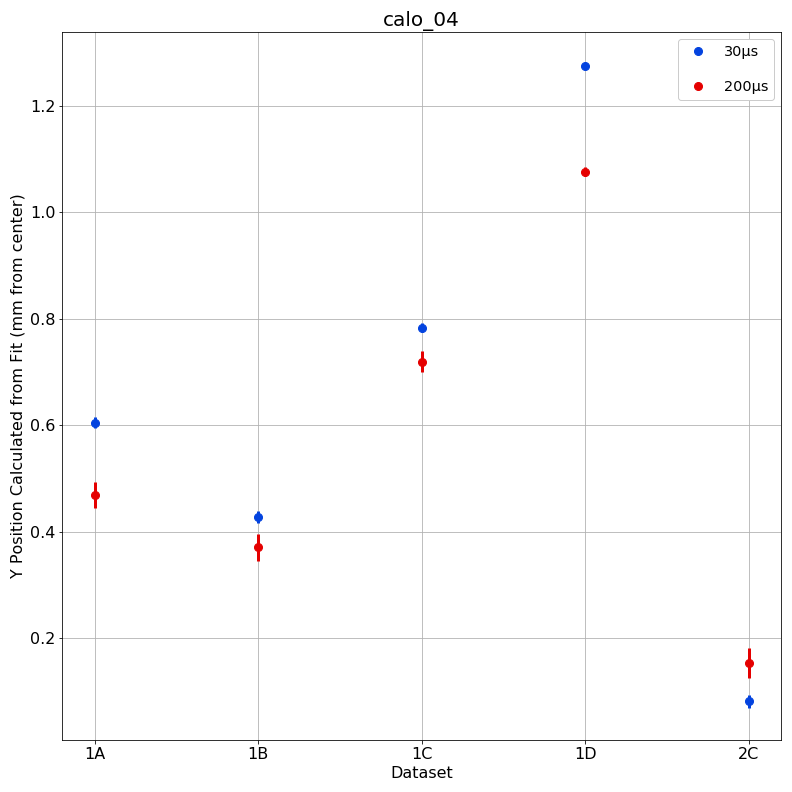 calo_04
30μs
200μs
Y Position Calculated from Fit (mm from center)
1.2
1.0
0.8
0.6
0.4
0.2
1A 1B 1C 1D 2C
Dataset